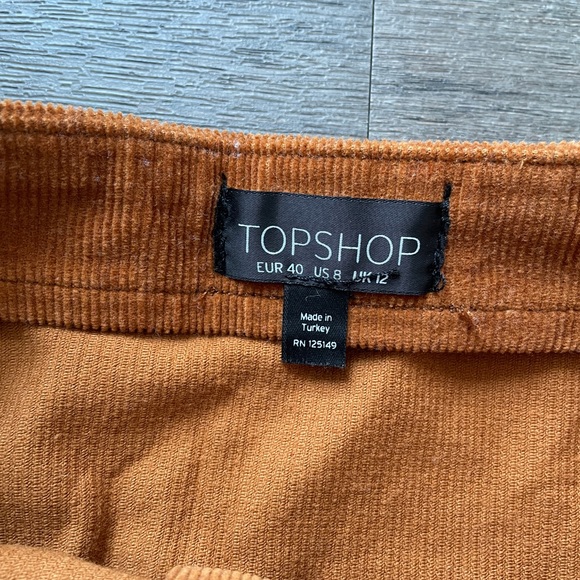 TOPSHOP
EUR 40 US 8 UK 12
Made in
Turkey
RN 125149